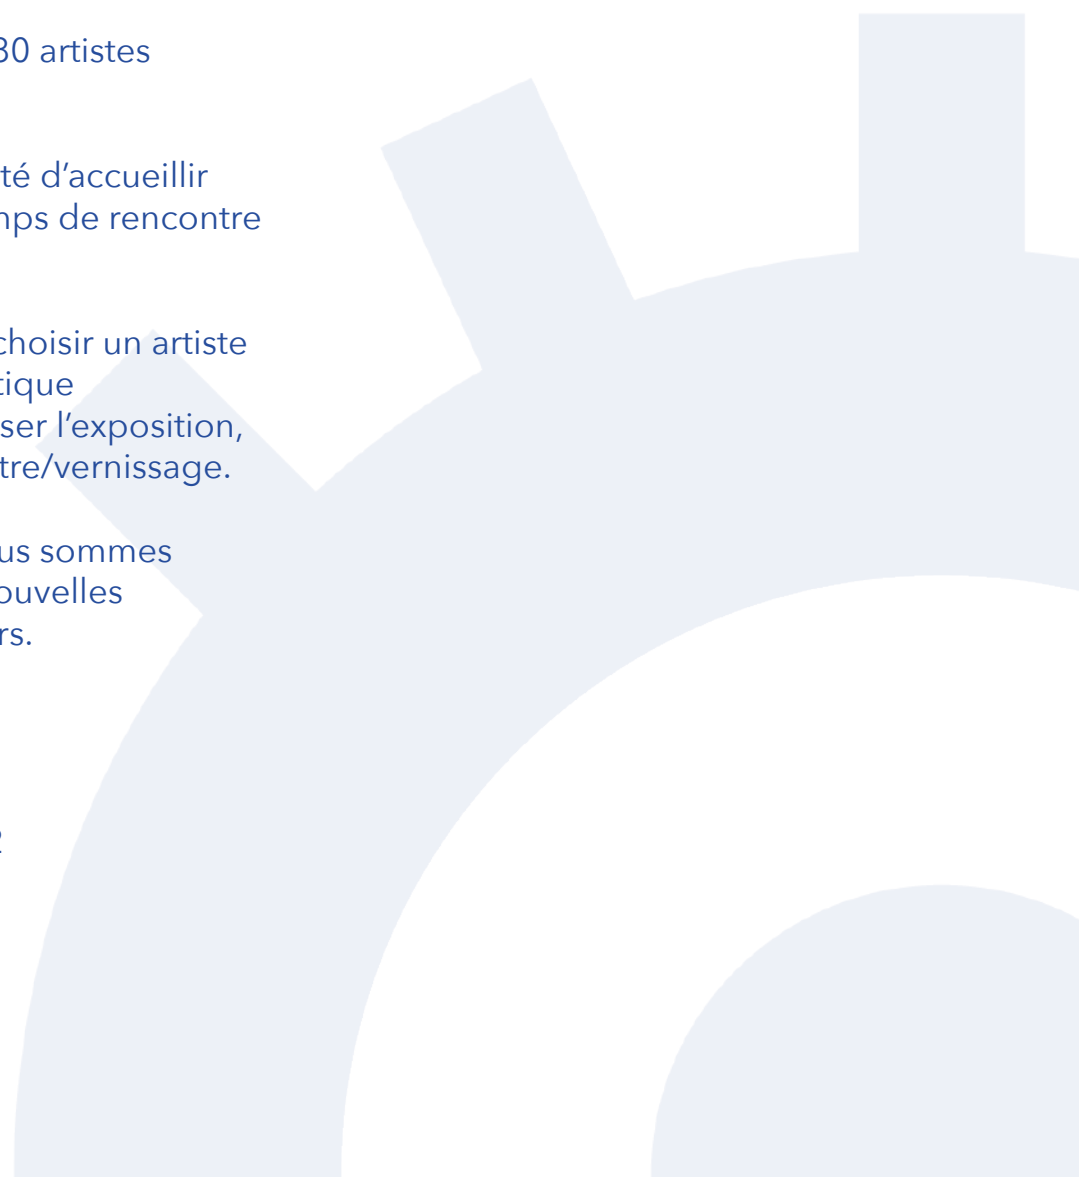 30 artistes
té d’accueillir
nps de rencontre
choisir un artiste
tique
ser l’exposition,
tre/vernissage.
us sommes
ouvelles
rs.
2